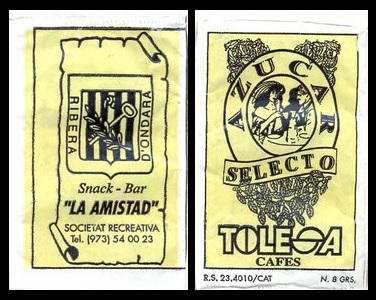 RIBERA
D'ONDARA
Snack - Bar
"LA AMISTAD"
SOCIETAT RECREATIVA
Tel. (973) 54 00 23
AZUCAR
SELECTO
TOLESA
CAFES
R.S. 23,4010/CAT
N. 8 GRS.